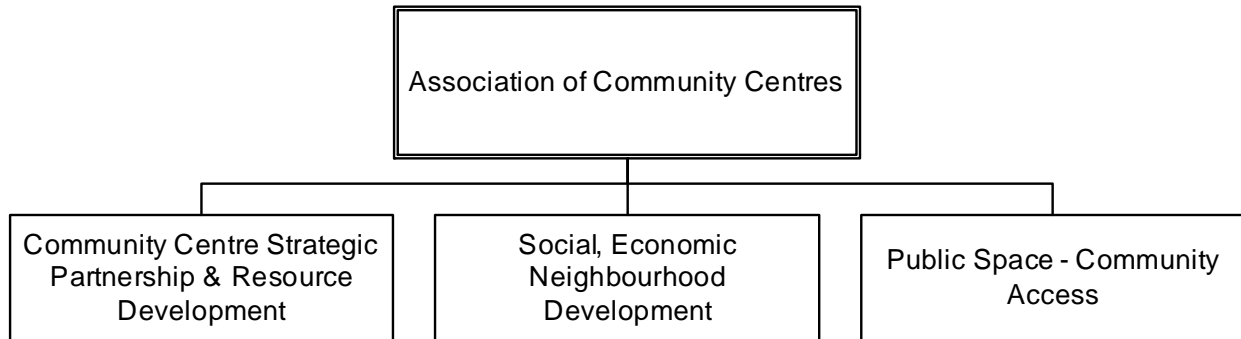 Association of Community Centres
Community Centre Strategic
Partnership & Resource
Development
Social, Economic
Neighbourhood
Development
Public Space - Community
Access